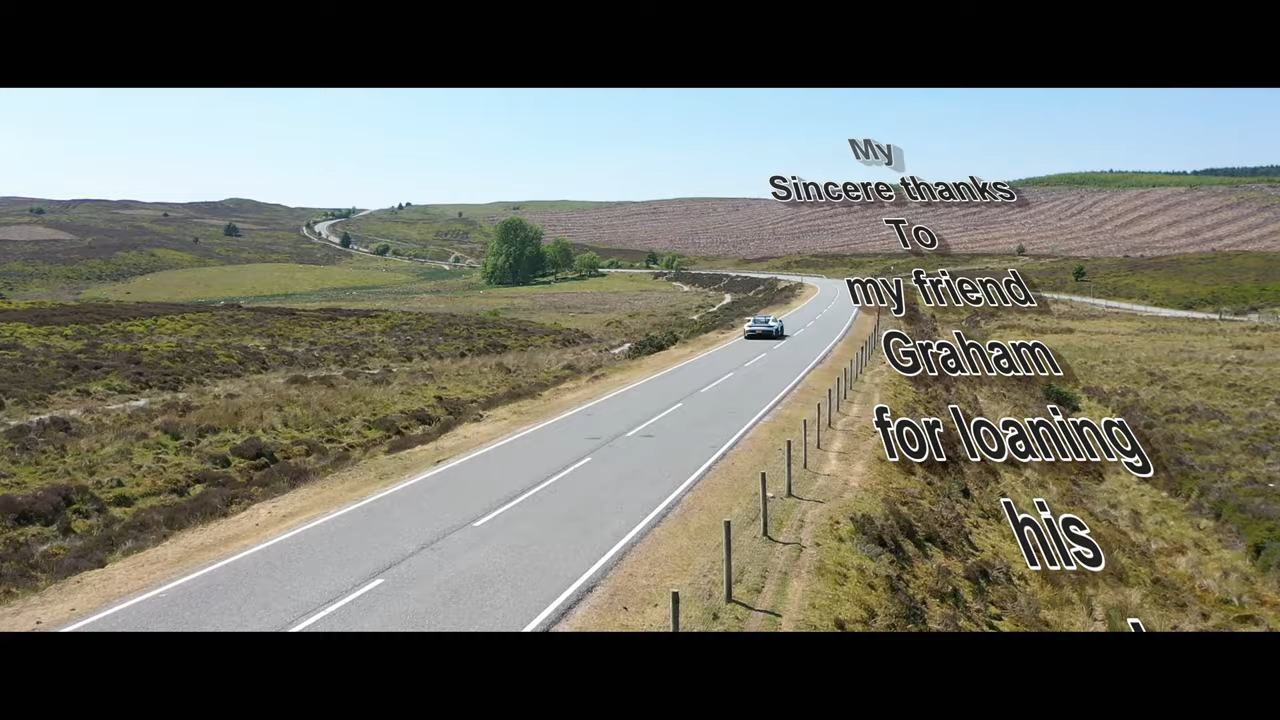 My
Sincere thanks
To
my friend
Graham
for loaning
his